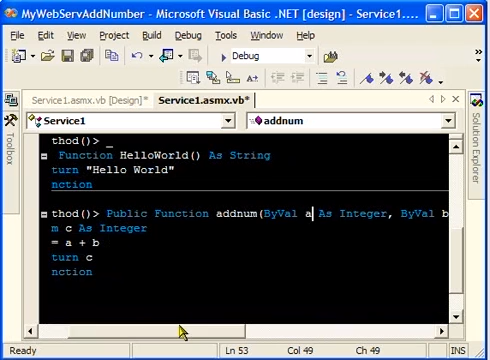 MyWebServAddNumber - Microsoft Visual Basic .NET [design] - Service1....
File Edit View Project Build Debug Tools Window Help
Debug
Service1.asmx.vb [Design]* Service1.asmx.vb*
Service1 addnum
Toolbox
Solution Explorer
thod()> _
Function HelloWorld() As String
turn "Hello World"
nction
thod()> Public Function addnum(ByVal a As Integer, ByVal b
m c As Integer
= a + b
turn c
nction
Ready Ln 53 Col 49 Ch 49 INS